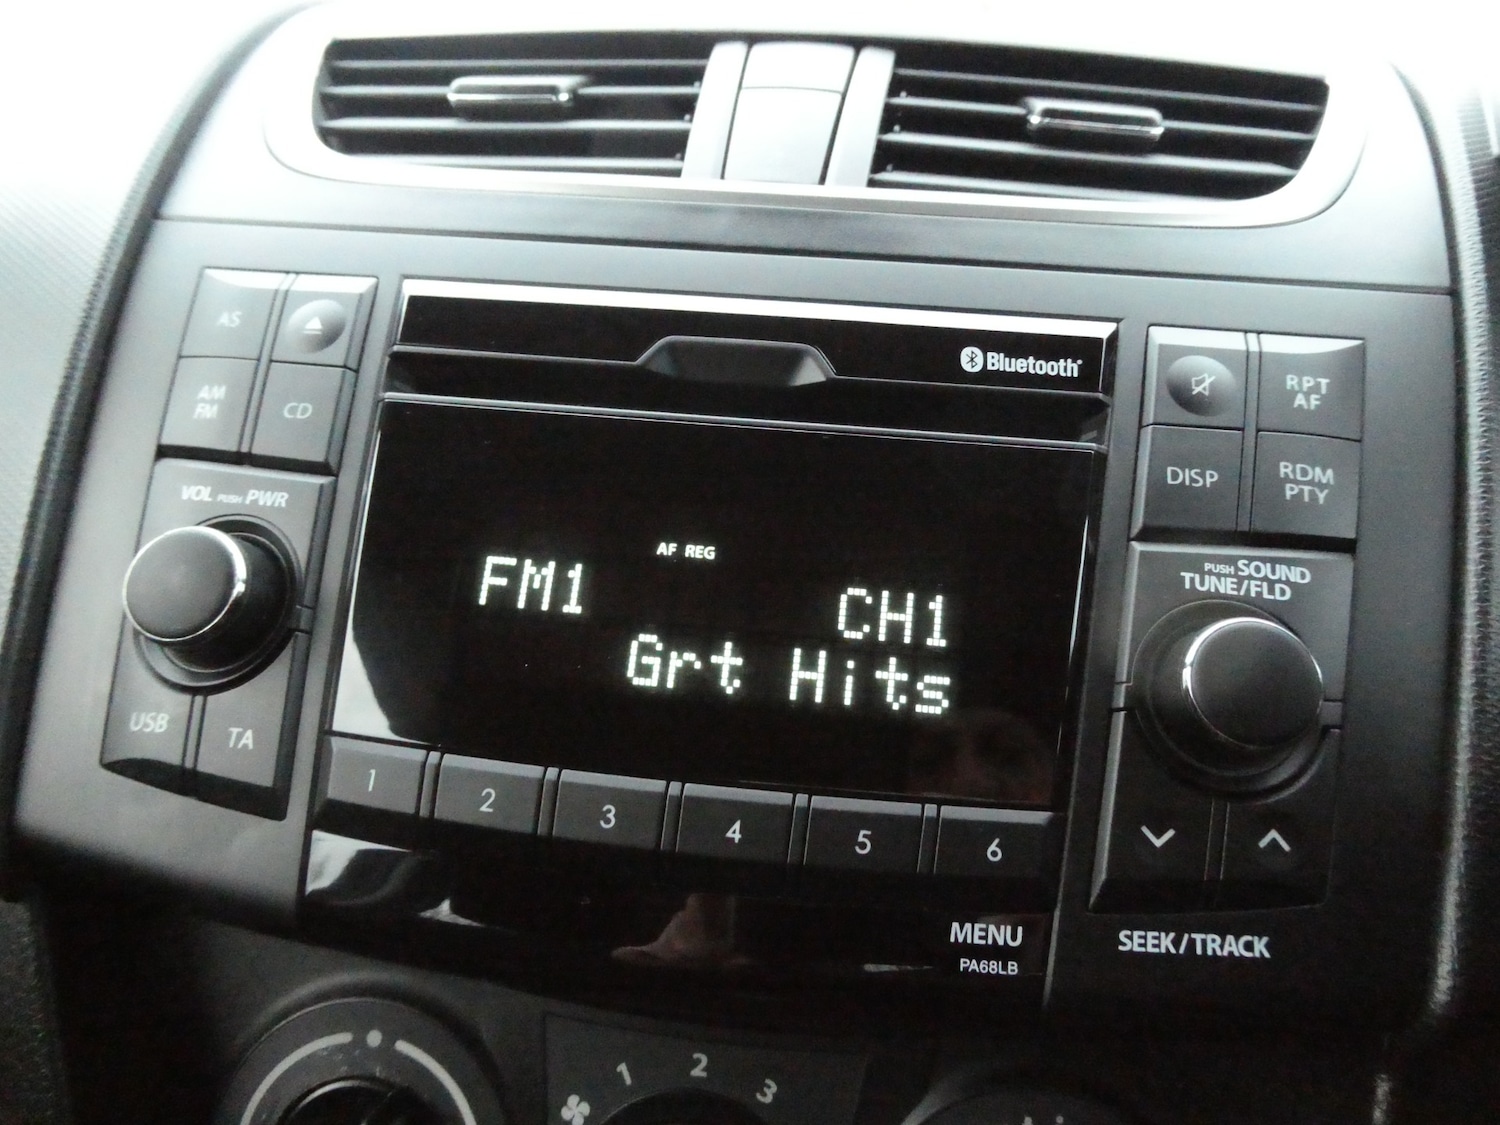 AS
AM
FM
CD
VOL PUSH PWR
USB
TA
Bluetooth
AF REG
FM1
CH1
Grt Hits
1
2
3
4
5
6
MENU
PA68LB
RPT
AF
DISP
RDM
PTY
PUSH SOUND
TUNE/FLD
SEEK/TRACK
1
2
3